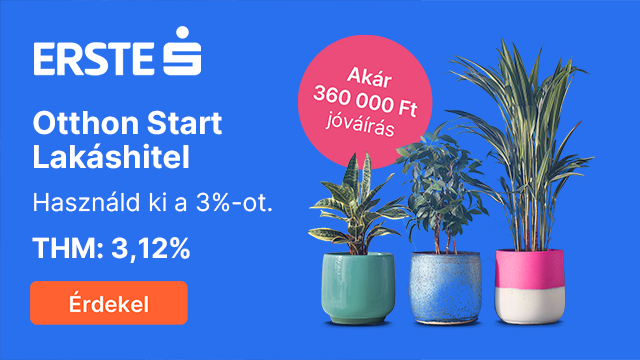 ERSTE
Otthon Start
Lakáshitel
Használd ki a 3%-ot.
THM: 3,12%
Érdekel
Akár
360 000 Ft
jóváírás